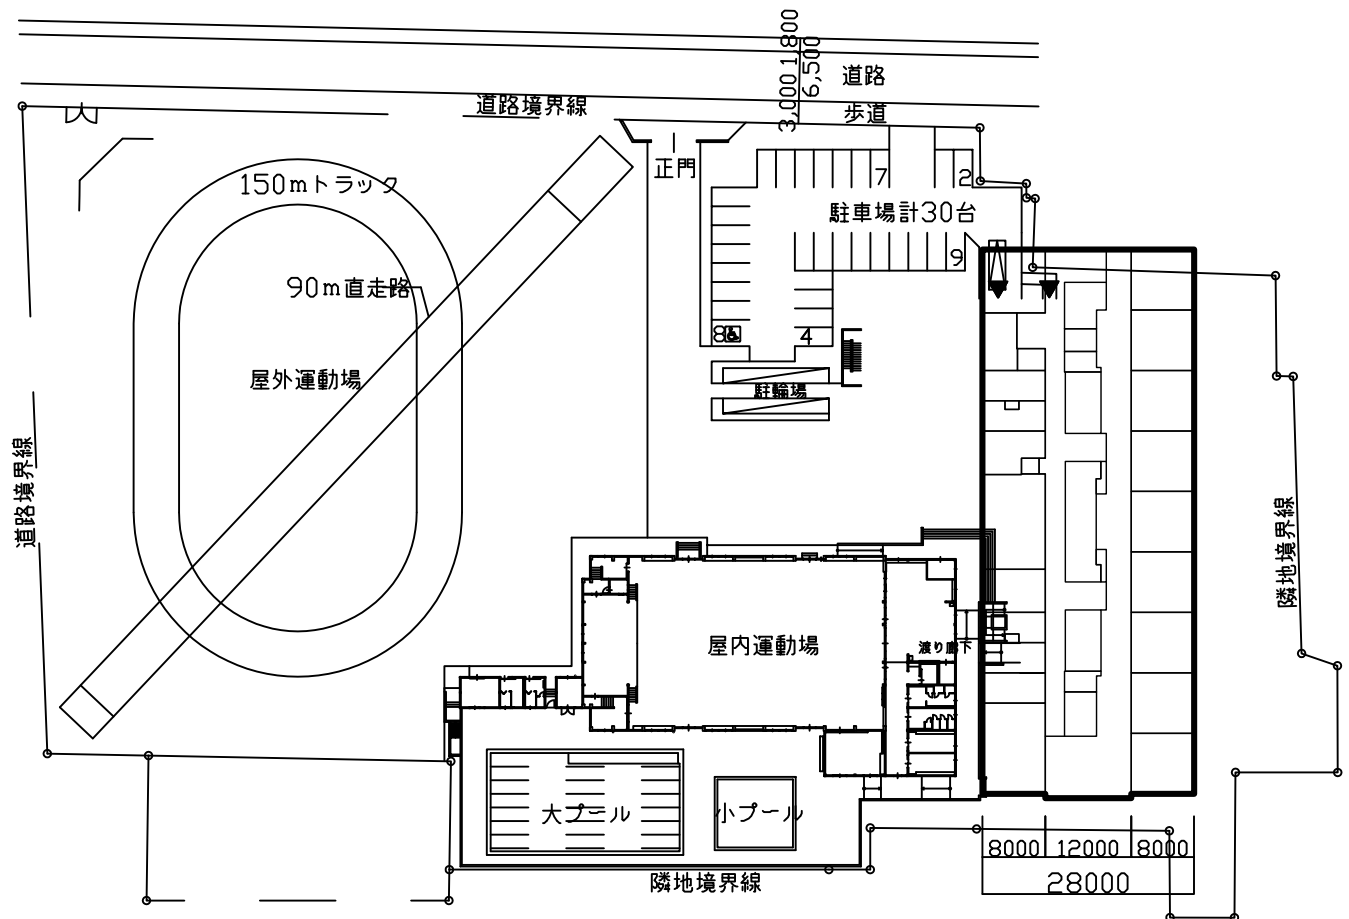 3,000 1,800
6,500
道路
道路境界線
歩道
正門
7
2
150mトラック
駐車場計30台
9
90m直走路
8
4
屋外運動場
駐輪場
道路境界線
隣地境界線
屋内運動場
渡り廊下
大プール
小プール
8000
12000
8000
隣地境界線
28000